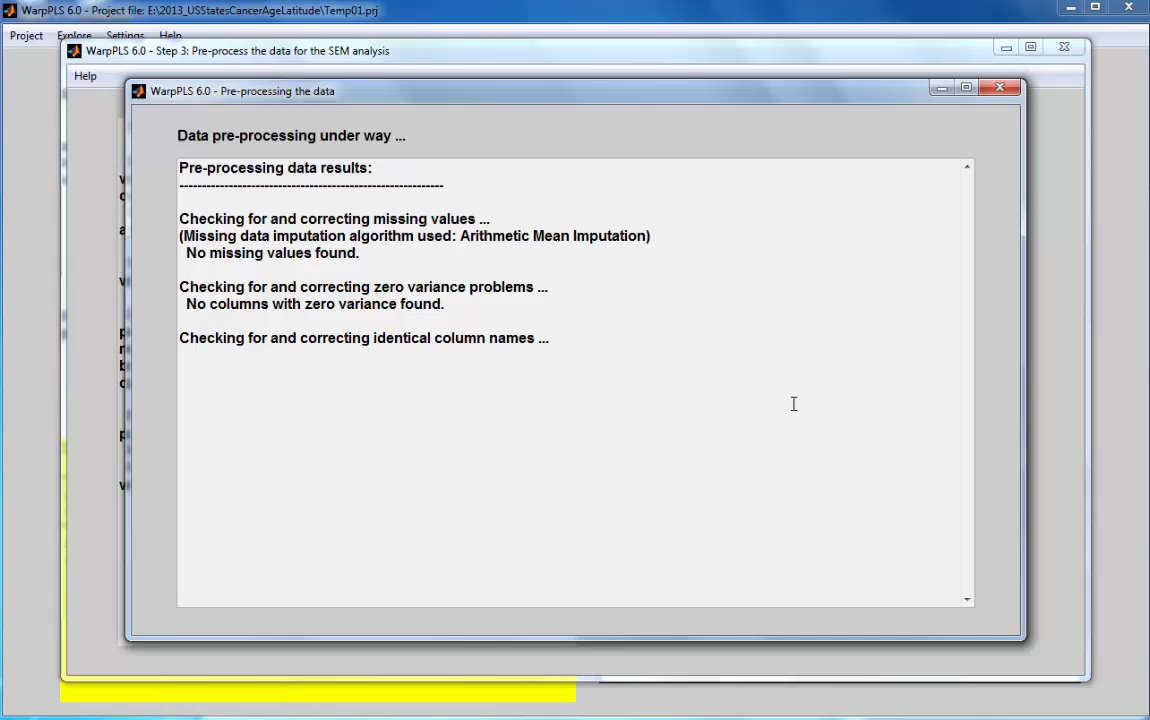 WarpPLS 6.0 - Project file: E:\2013_USStatesCancerAgeLatitude\Temp01.prj
Project Explore Settings Help
WarpPLS 6.0 - Step 3: Pre-process the data for the SEM analysis
Help
WarpPLS 6.0 - Pre-processing the data
Data pre-processing under way ...
Pre-processing data results:
-----------------------------------------------------------
Checking for and correcting missing values ...
(Missing data imputation algorithm used: Arithmetic Mean Imputation)
No missing values found.
Checking for and correcting zero variance problems ...
No columns with zero variance found.
Checking for and correcting identical column names ...